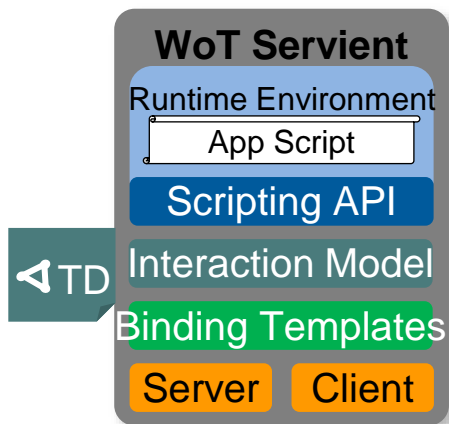 WoT Servient
Runtime Environment
App Script
Scripting API
TD
Interaction Model
Binding Templates
Server
Client